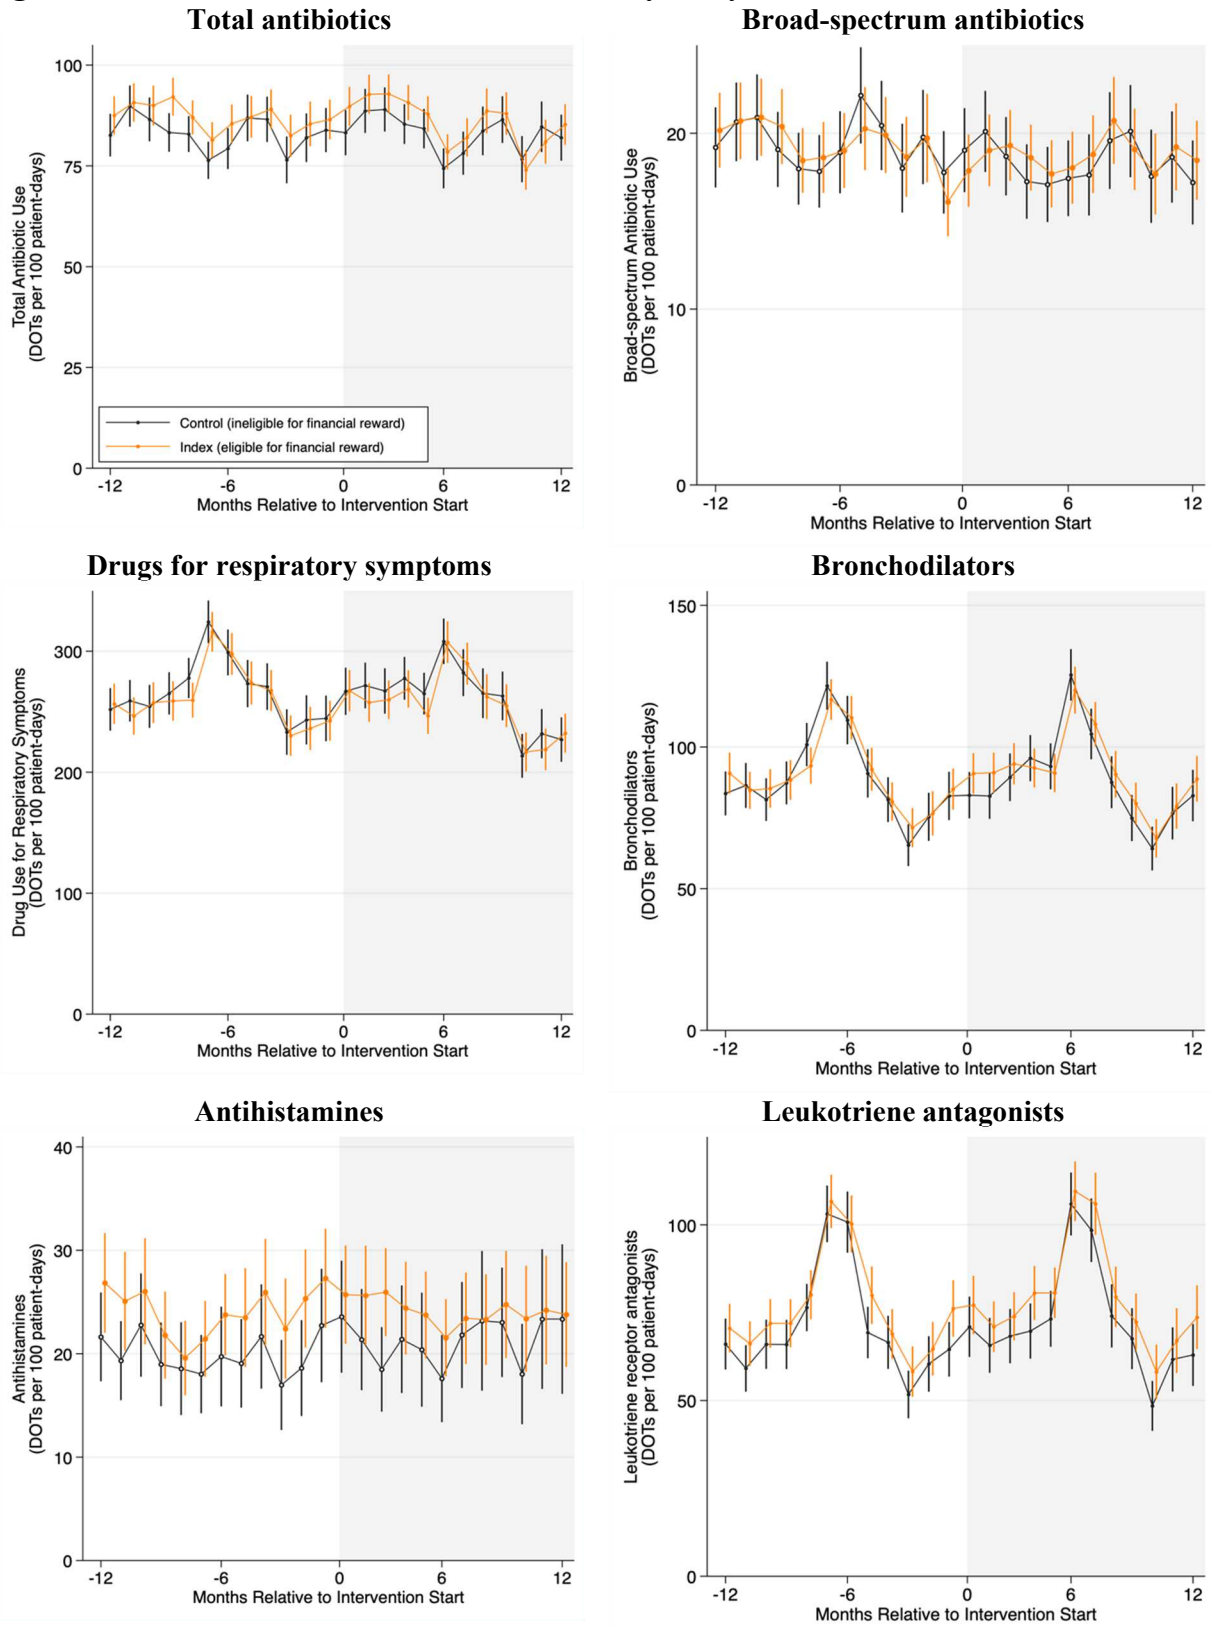 Total antibiotics
100
75
50
25
0
Total Antibiotic Use
(DOTs per 100 patient-days)
Control (ineligible for financial reward)
Index (eligible for financial reward)
-12 -6 0 6 12
Months Relative to Intervention Start
Broad-spectrum antibiotics
20
10
0
Broad-spectrum Antibiotic Use
(DOTs per 100 patient-days)
-12 -6 0 6 12
Months Relative to Intervention Start
Drugs for respiratory symptoms
300
200
100
0
Drug Use for Respiratory Symptoms
(DOTs per 100 patient-days)
-12 -6 0 6 12
Months Relative to Intervention Start
Bronchodilators
150
100
50
0
Bronchodilators
(DOTs per 100 patient-days)
-12 -6 0 6 12
Months Relative to Intervention Start
Antihistamines
40
30
20
10
0
Antihistamines
(DOTs per 100 patient-days)
-12 -6 0 6 12
Months Relative to Intervention Start
Leukotriene antagonists
100
50
0
Leukotriene receptor antagonists
(DOTs per 100 patient-days)
-12 -6 0 6 12
Months Relative to Intervention Start